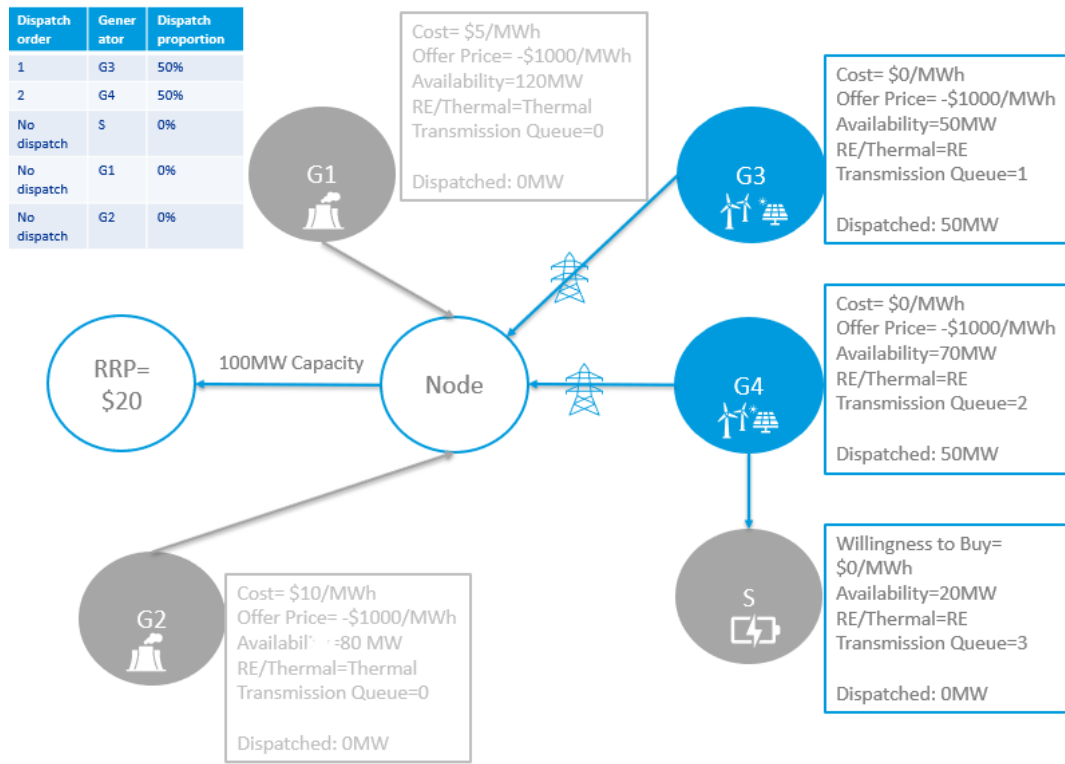 Dispatch order Gener ator Dispatch proportion
1 G3 50%
2 G4 50%
No dispatch S 0%
No dispatch G1 0%
No dispatch G2 0%
G1
Cost= $5/MWh
Offer Price= -$1000/MWh
Availability=120MW
RE/Thermal=Thermal
Transmission Queue=0
Dispatched: 0MW
G3
Cost= $0/MWh
Offer Price= -$1000/MWh
Availability=50MW
RE/Thermal=RE
Transmission Queue=1
Dispatched: 50MW
RRP=
$20
100MW Capacity
Node
G4
Cost= $0/MWh
Offer Price= -$1000/MWh
Availability=70MW
RE/Thermal=RE
Transmission Queue=2
Dispatched: 50MW
G2
Cost= $10/MWh
Offer Price= -$1000/MWh
=80 MW
RE/Thermal=Thermal
Transmission Queue=0
Dispatched: 0MW
S
Willingness to Buy=
$0/MWh
Availability=20MW
RE/Thermal=RE
Transmission Queue=3
Dispatched: 0MW